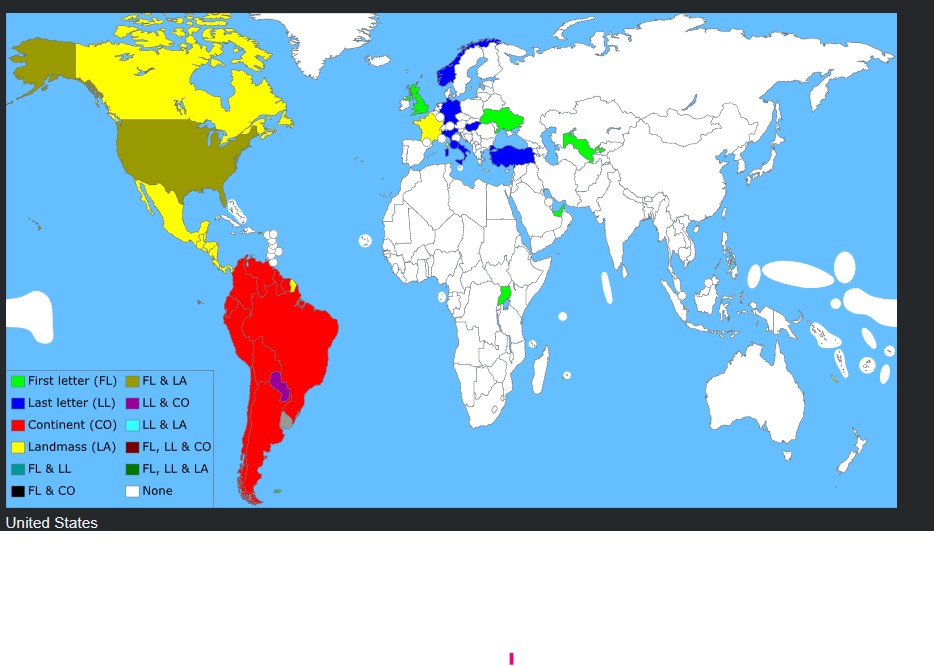 First letter (FL)
Last letter (LL)
Continent (CO)
Landmass (LA)
FL & LL
FL & CO
FL & LA
LL & CO
LL & LA
FL, LL & CO
FL, LL & LA
None
United States